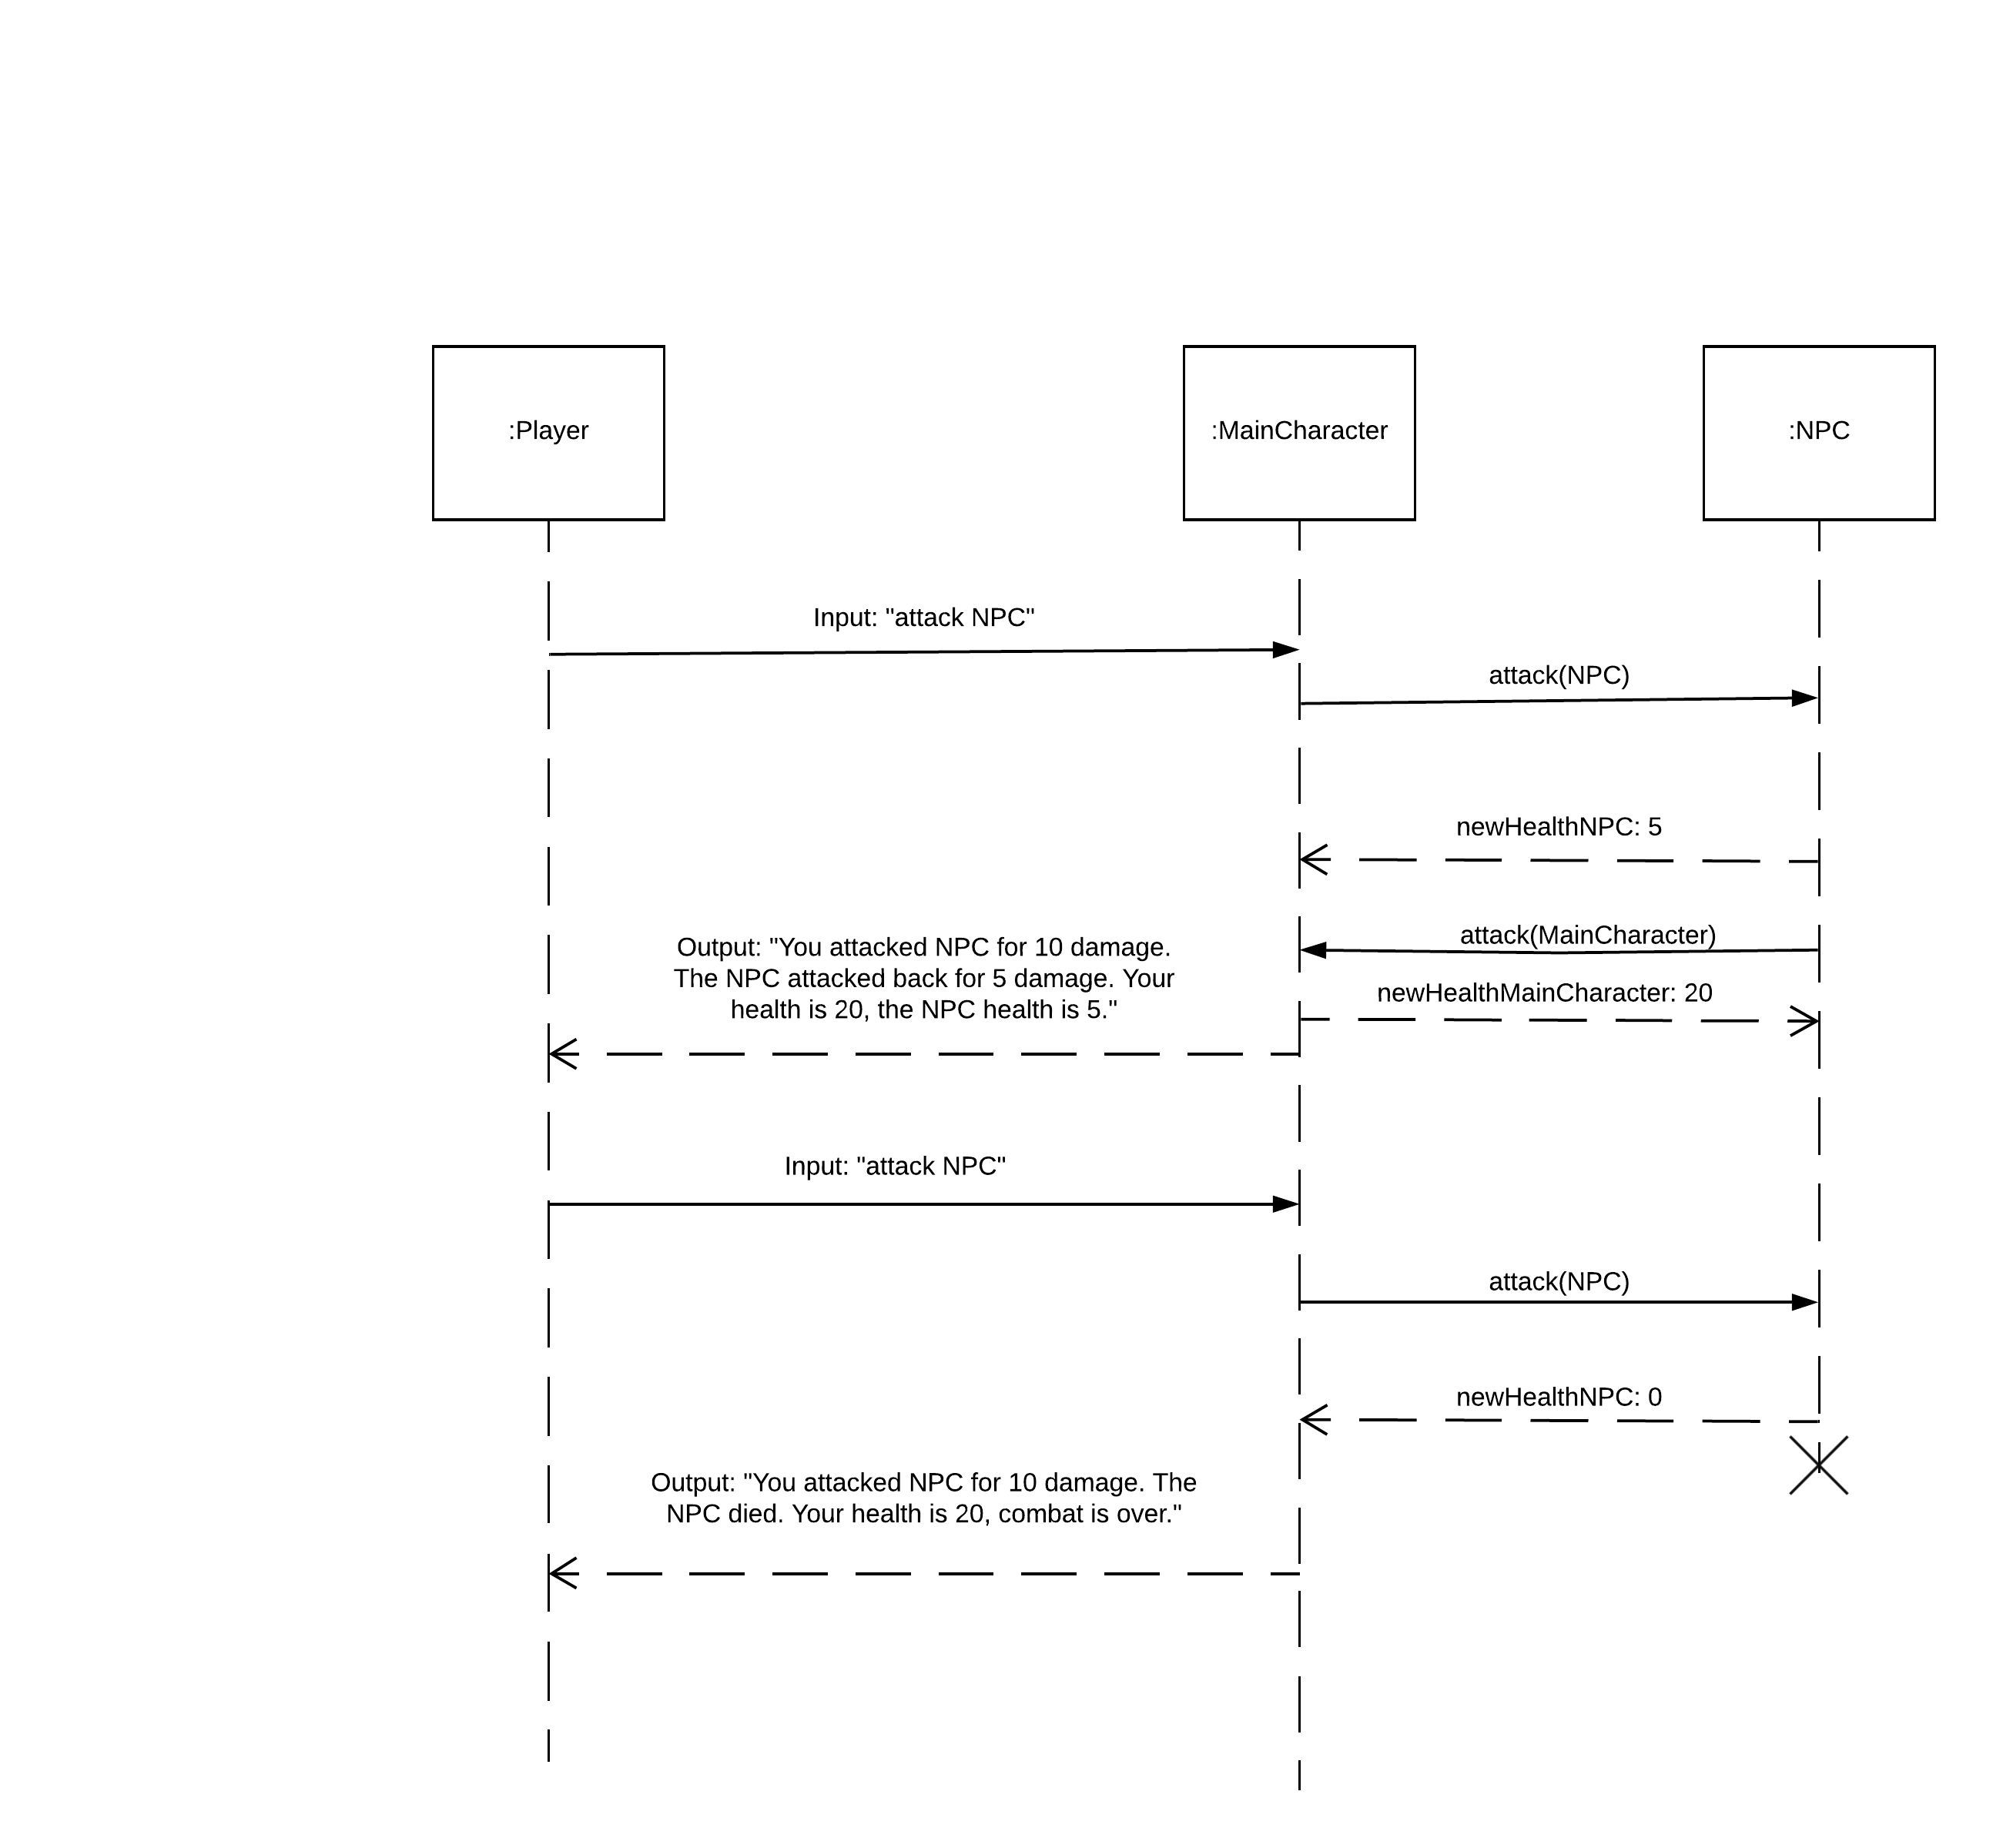 :Player
:MainCharacter
:NPC
Input: "attack NPC"
attack(NPC)
newHealthNPC: 5
attack(MainCharacter)
Output: "You attacked NPC for 10 damage.
The NPC attacked back for 5 damage. Your
health is 20, the NPC health is 5."
newHealthMainCharacter: 20
Input: "attack NPC"
attack(NPC)
newHealthNPC: 0
Output: "You attacked NPC for 10 damage. The
NPC died. Your health is 20, combat is over."